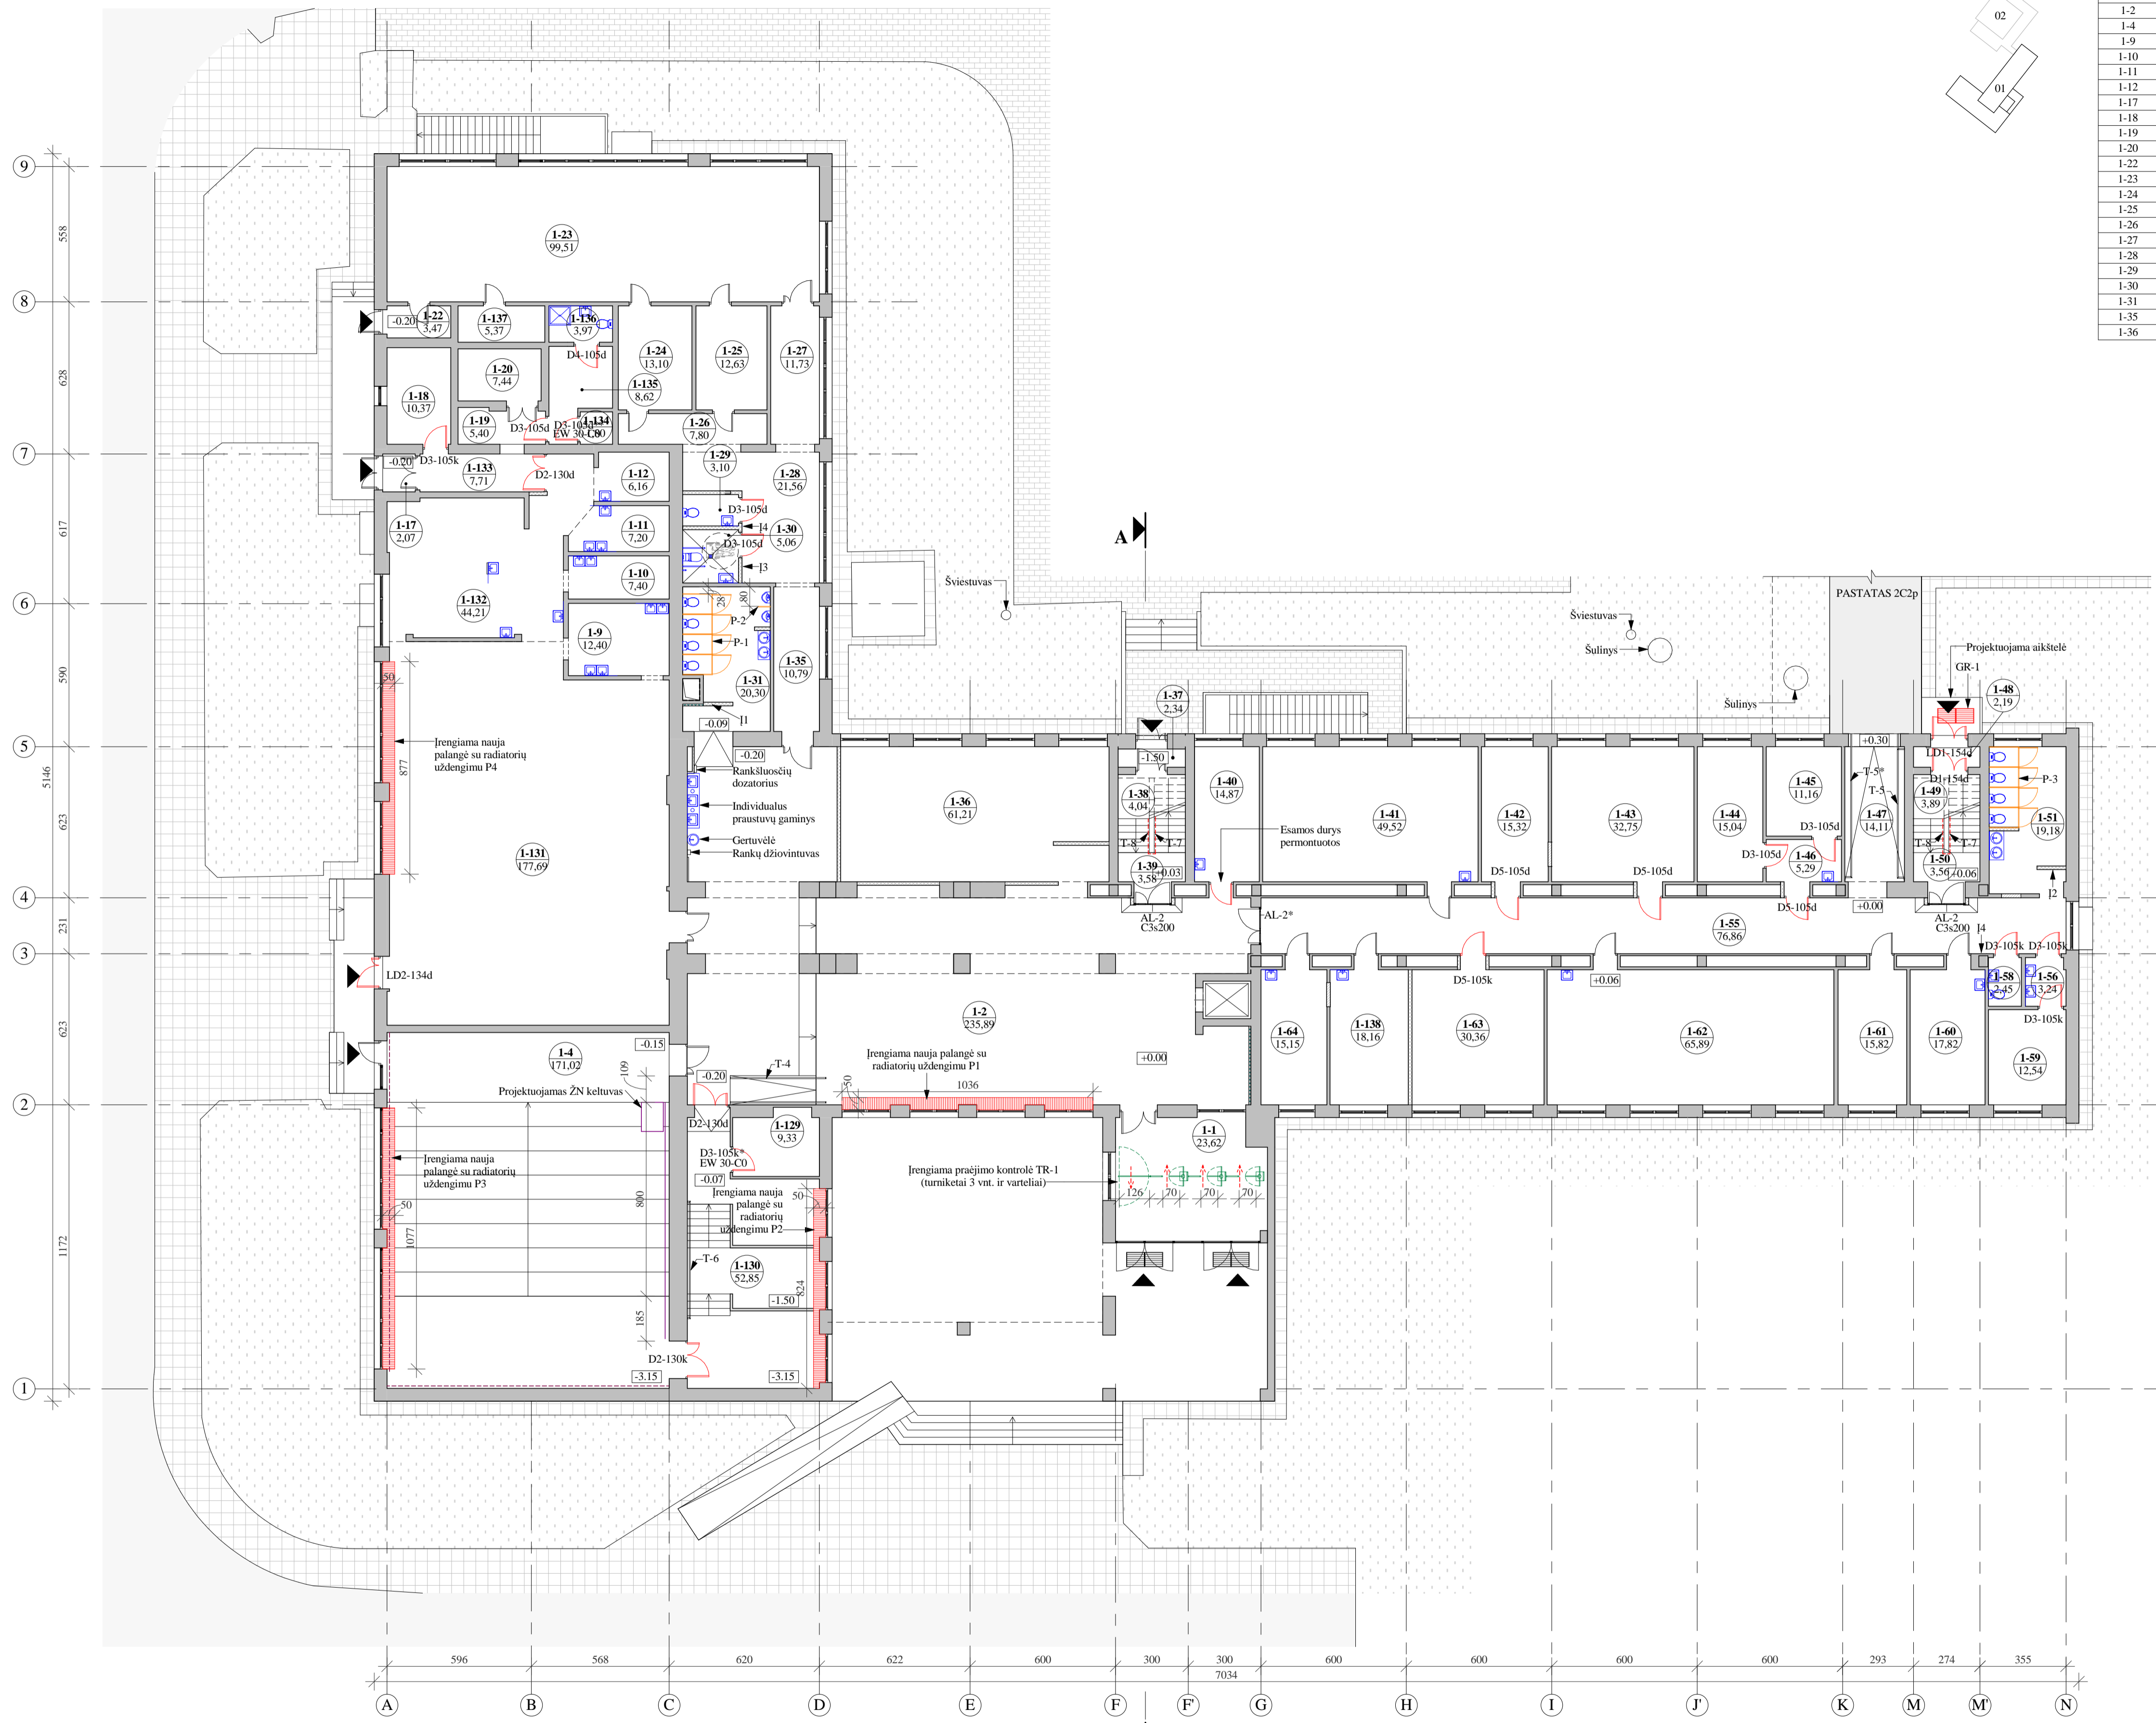 02
01
1-2
1-4
1-9
1-10
1-11
1-12
1-17
1-18
1-19
1-20
1-22
1-23
1-24
1-25
1-26
1-27
1-28
1-29
1-30
1-31
1-35
1-36
9
8
7
6
5
4
3
2
1
558
628
617
590
623
231
623
1172
5146
1-23
99,51
-0.20
1-22
3,47
1-137
5,37
1-136
3,97
D4-105d
1-24
13,10
1-25
12,63
1-27
11,73
1-20
7,44
1-135
8,62
1-18
10,37
1-19
5,40
D3-105d
D3-105d
EW 30-C0
1-134
1-26
7,80
-0.20
D3-105k
1-133
7,71
D2-130d
1-12
6,16
1-29
3,10
1-28
21,56
D3-105d
Į4
1-17
2,07
1-11
7,20
1-30
5,06
D3-105d
Į3
1-10
7,40
1-132
44,21
28
80
P-2
P-1
1-9
12,40
1-35
10,79
1-31
20,30
Į1
-0.09
-0.20
50
877
Įrengiama nauja
palangė su radiatorių
uždengimu P4
1-131
177,69
Rankšluosčių
dozatorius
Individualus
praustuvų gaminys
Gertuvėlė
Rankų džiovintuvas
1-36
61,21
A
Šviestuvas
Šviestuvas
Šulinys
Šulinys
PASTATAS 2C2p
Projektuojama aikštelė
GR-1
1-48
2,19
1-37
2,34
-1.50
1-38
4,04
T-8
T-7
1-39
3,58
+0.03
AL-2
C3s200
1-40
14,87
Esamos durys
permontuotos
AL-2*
1-41
49,52
1-42
15,32
D5-105d
1-43
32,75
D5-105d
1-44
15,04
1-45
11,16
D3-105d
D3-105d
1-46
5,29
D5-105d
+0.30
T-5*
T-5
1-47
14,11
+0.00
LD1-154d
D1-154d
1-49
3,89
T-8
T-7
1-50
3,56
+0.06
AL-2
C3s200
P-3
1-51
19,18
Į2
Į4
1-55
76,86
D3-105k
D3-105k
1-58
2,45
1-56
3,24
D3-105k
LD2-134d
1-2
235,89
+0.00
1-64
15,15
1-138
18,16
D5-105k
1-63
30,36
+0.06
1-62
65,89
1-61
15,82
1-60
17,82
1-59
12,54
1-4
171,02
-0.15
109
Projektuojamas ŽN keltuvas
-0.20
T-4
Įrengiama nauja palangė su
radiatorių uždengimu P1
50
1036
D2-130d
1-129
9,33
D3-105k*
EW 30-C0
-0.07
Įrengiama nauja
palangė su radiatorių
uždengimu P3
50
1077
800
185
Įrengiama nauja
palangė su
radiatorių
uždengimu P2
50
T-6
1-130
52,85
-1.50
824
D2-130k
-3.15
-3.15
1-1
23,62
Įrengiama praėjimo kontrolė TR-1
(turniketai 3 vnt. ir varteliai)
126
70
70
70
596
568
620
622
600
300
300
600
600
600
600
293
274
355
7034
A
B
C
D
E
F
F'
G
H
I
J'
K
M
M'
N